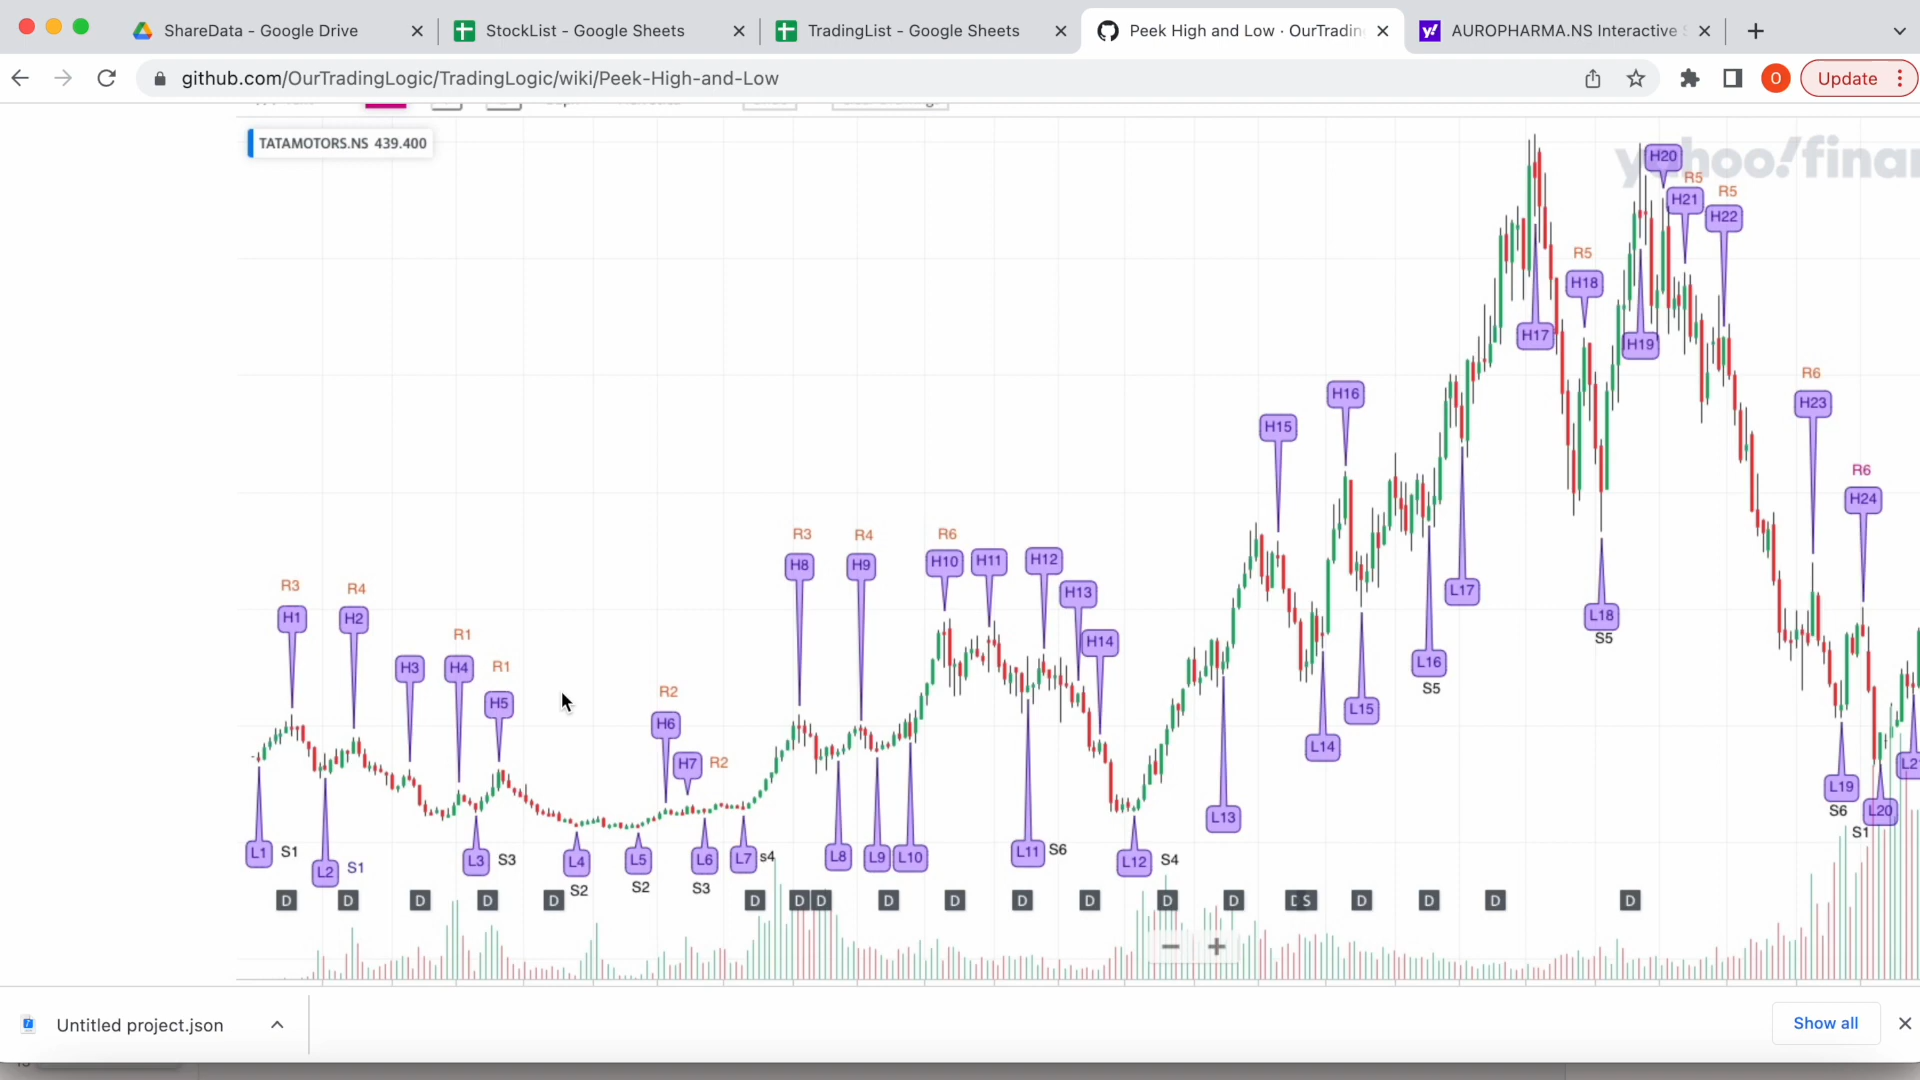 ShareData - Google Drive
StockList - Google Sheets
TradingList - Google Sheets
Peek High and Low · OurTradin
AUROPHARMA.NS Interactive
github.com/OurTradingLogic/TradingLogic/wiki/Peek-High-and-Low
O
Update
TATAMOTORS.NS 439.400
yahoo!finan
H20
R5
R5
H21
H22
R5
H18
H17
H19
R6
H23
H16
H15
R6
H24
R3
R4
R6
H8
H9
H10
H11
H12
H13
H14
R3
R4
H1
H2
R1
H3
H4
R1
H5
R2
H6
H7
R2
L17
L18
S5
L16
S5
L15
L14
L13
L19
S6
L20
S1
L1
S1
L2
S1
L3
S3
L4
S2
L5
S2
L6
S3
L7
s4
L8
L9
L10
L11
S6
L12
S4
D D D D D D D D D D D D D D D S D D D D
Untitled project.json
Show all